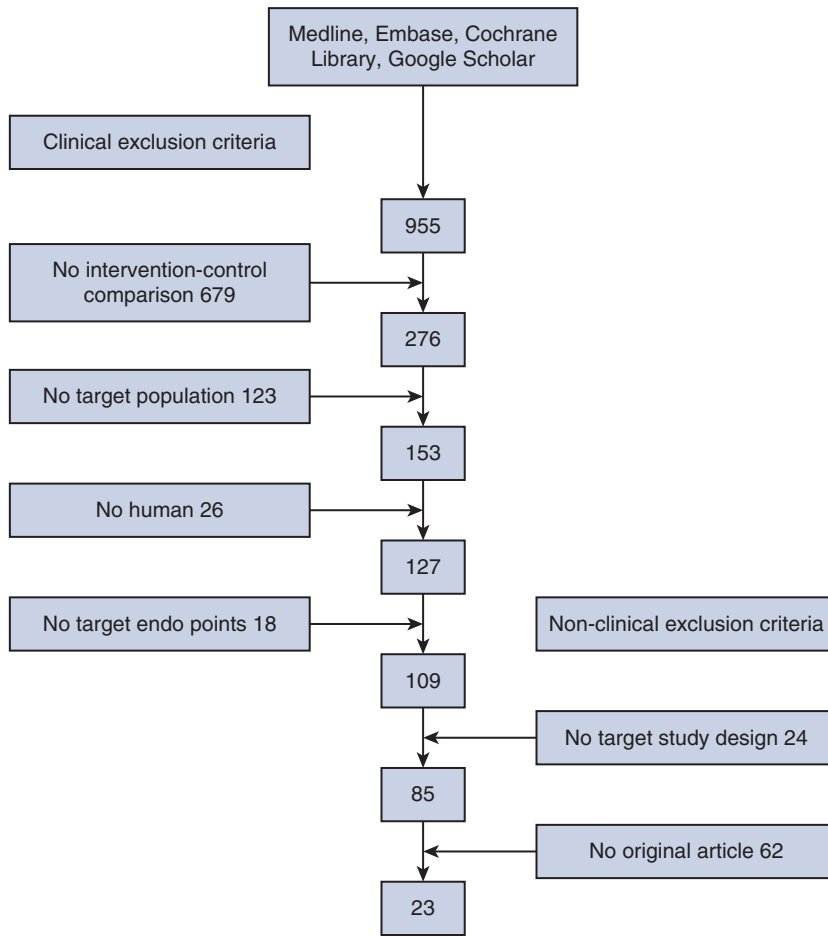 Medline, Embase, Cochrane
Library, Google Scholar
Clinical exclusion criteria
955
No intervention-control
comparison 679
276
No target population 123
153
No human 26
127
No target endo points 18
Non-clinical exclusion criteria
109
No target study design 24
85
No original article 62
23